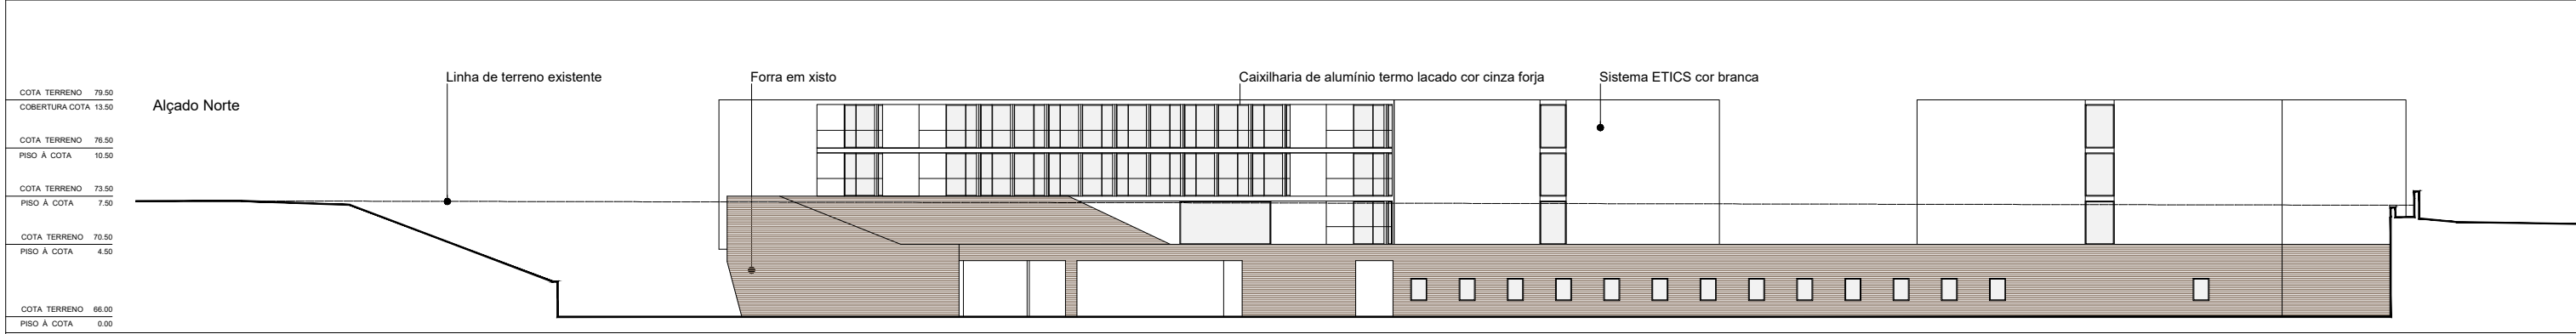 Linha de terreno existente
Forra em xisto
Caixilharia de alumínio termo lacado cor cinza forja
Sistema ETICS cor branca
COTA TERRENO 79.50
COBERTURA COTA 13.50
Alçado Norte
COTA TERRENO 76.50
PISO À COTA 10.50
COTA TERRENO 73.50
PISO À COTA 7.50
COTA TERRENO 70.50
PISO À COTA 4.50
COTA TERRENO 66.00
PISO À COTA 0.00